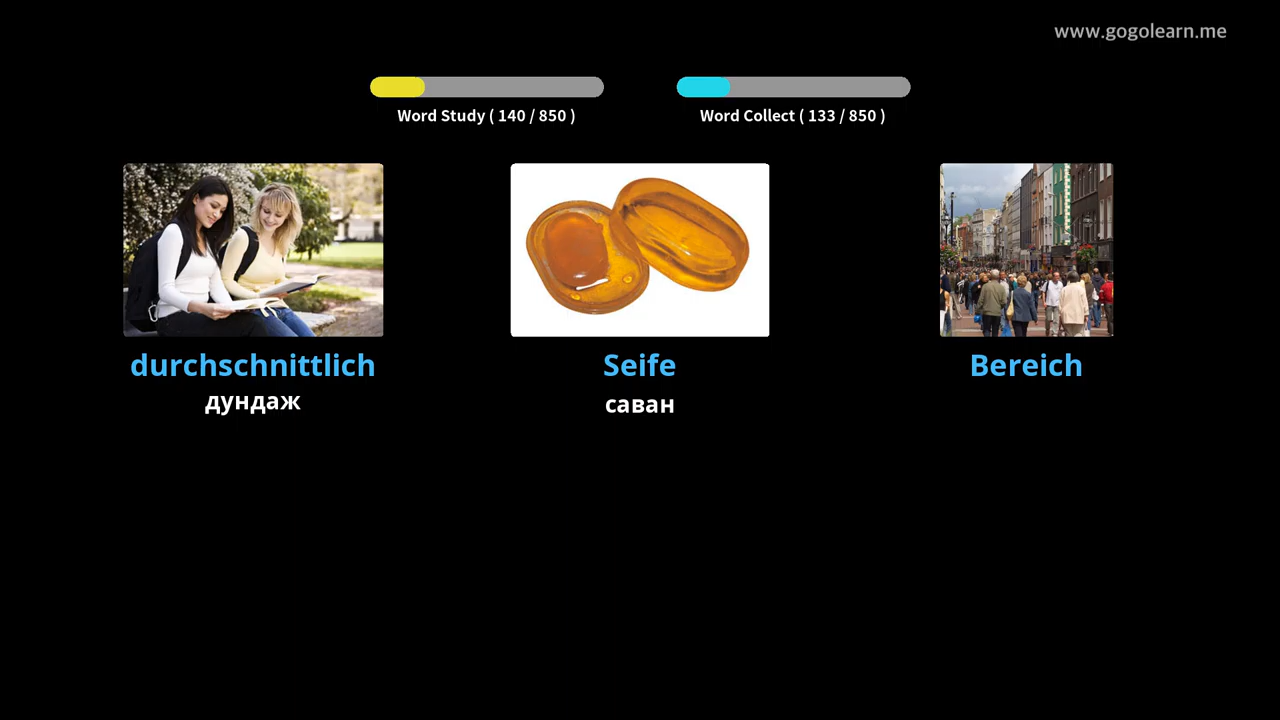 www.gogolearn.me
Word Study ( 140 / 850 )
Word Collect ( 133 / 850 )
durchschnittlich
дундаж
Seife
саван
Bereich